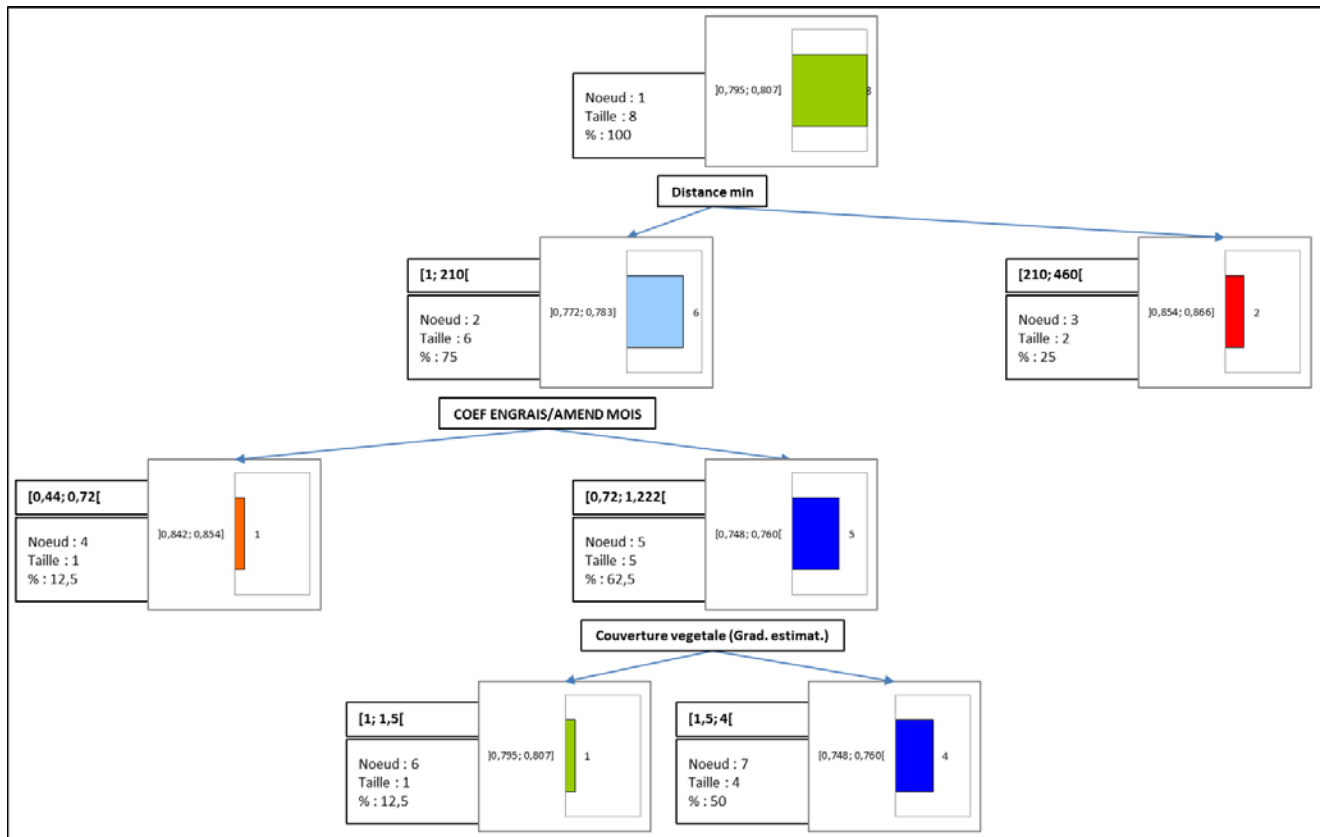 Noeud : 1
Taille : 8
% : 100
]0,795; 0,807]
8
Distance min
[1; 210[
Noeud : 2
Taille : 6
% : 75
]0,772; 0,783]
6
[210; 460[
Noeud : 3
Taille : 2
% : 25
]0,854; 0,866]
2
COEF ENGRAIS/AMEND MOIS
[0,44; 0,72[
Noeud : 4
Taille : 1
% : 12,5
]0,842; 0,854]
1
[0,72; 1,222[
Noeud : 5
Taille : 5
% : 62,5
[0,748; 0,760[
5
Couverture vegetale (Grad. estimat.)
[1; 1,5[
Noeud : 6
Taille : 1
% : 12,5
]0,795; 0,807]
1
[1,5; 4[
Noeud : 7
Taille : 4
% : 50
[0,748; 0,760[
4